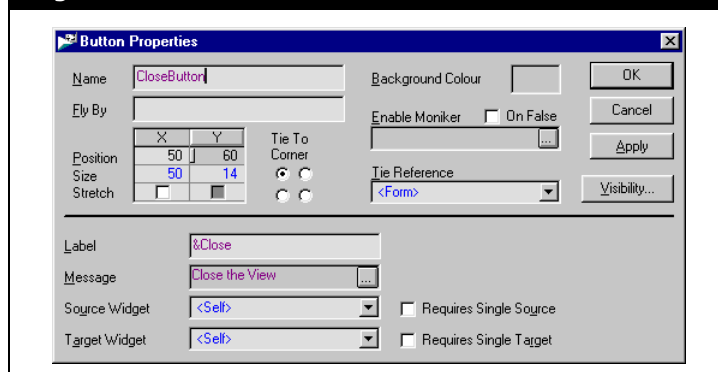 Button Properties
Name CloseButton Background Colour OK
Fly By
Enable Moniker On False Cancel
X Y Tie To Corner
... Apply
Position 50 60
Size 50 14
Tie Reference
Stretch <Form> Visibility...
Label &Close
Message Close the View ...
Source Widget <Self> Requires Single Source
Target Widget <Self> Requires Single Target